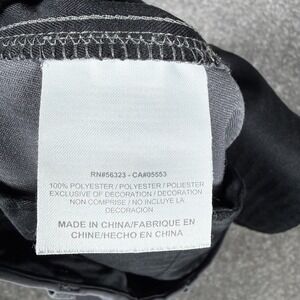 RN#56323 - CA#05553
100% POLYESTER / POLYESTER / POLIESTER
EXCLUSIVE OF DECORATION / DECORATION
NON COMPRISE / NO INCLUYE LA
DECORACION
MADE IN CHINA/FABRIQUE EN
CHINE/HECHO EN CHINA